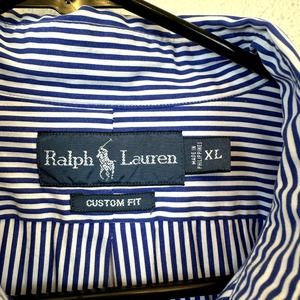 Ralph Lauren
MADE IN
PHILIPPINES
XL
CUSTOM FIT